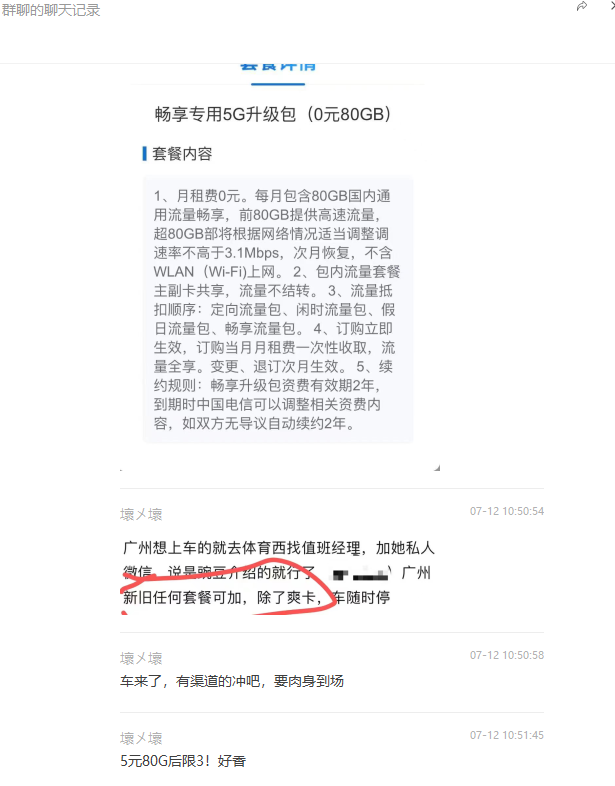 群聊的聊天记录
套餐详情
畅享专用5G升级包（0元80GB）
套餐内容
1、月租费0元。每月包含80GB国内通
用流量畅享，前80GB提供高速流量，
超80GB部将根据网络情况适当调整调
速率不高于3.1Mbps，次月恢复，不含
WLAN（Wi-Fi)上网。 2、包内流量套餐
主副卡共享，流量不结转。 3、流量抵
扣顺序：定向流量包、闲时流量包、假
日流量包、畅享流量包。 4、订购立即
生效，订购当月月租费一次性收取，流
量全享。变更、退订次月生效。 5、续
约规则：畅享升级包资费有效期2年，
到期时中国电信可以调整相关资费内
容，如双方无导议自动续约2年。
壞メ壞
07-12 10:50:54
广州想上车的就去体育西找值班经理，加她私人
微信，说是豌豆介绍的就行了
）广州
新旧任何套餐可加，除了爽卡，车随时停
壞メ壞
07-12 10:50:58
车来了，有渠道的冲吧，要肉身到场
壞メ壞
07-12 10:51:45
5元80G后限3！好香